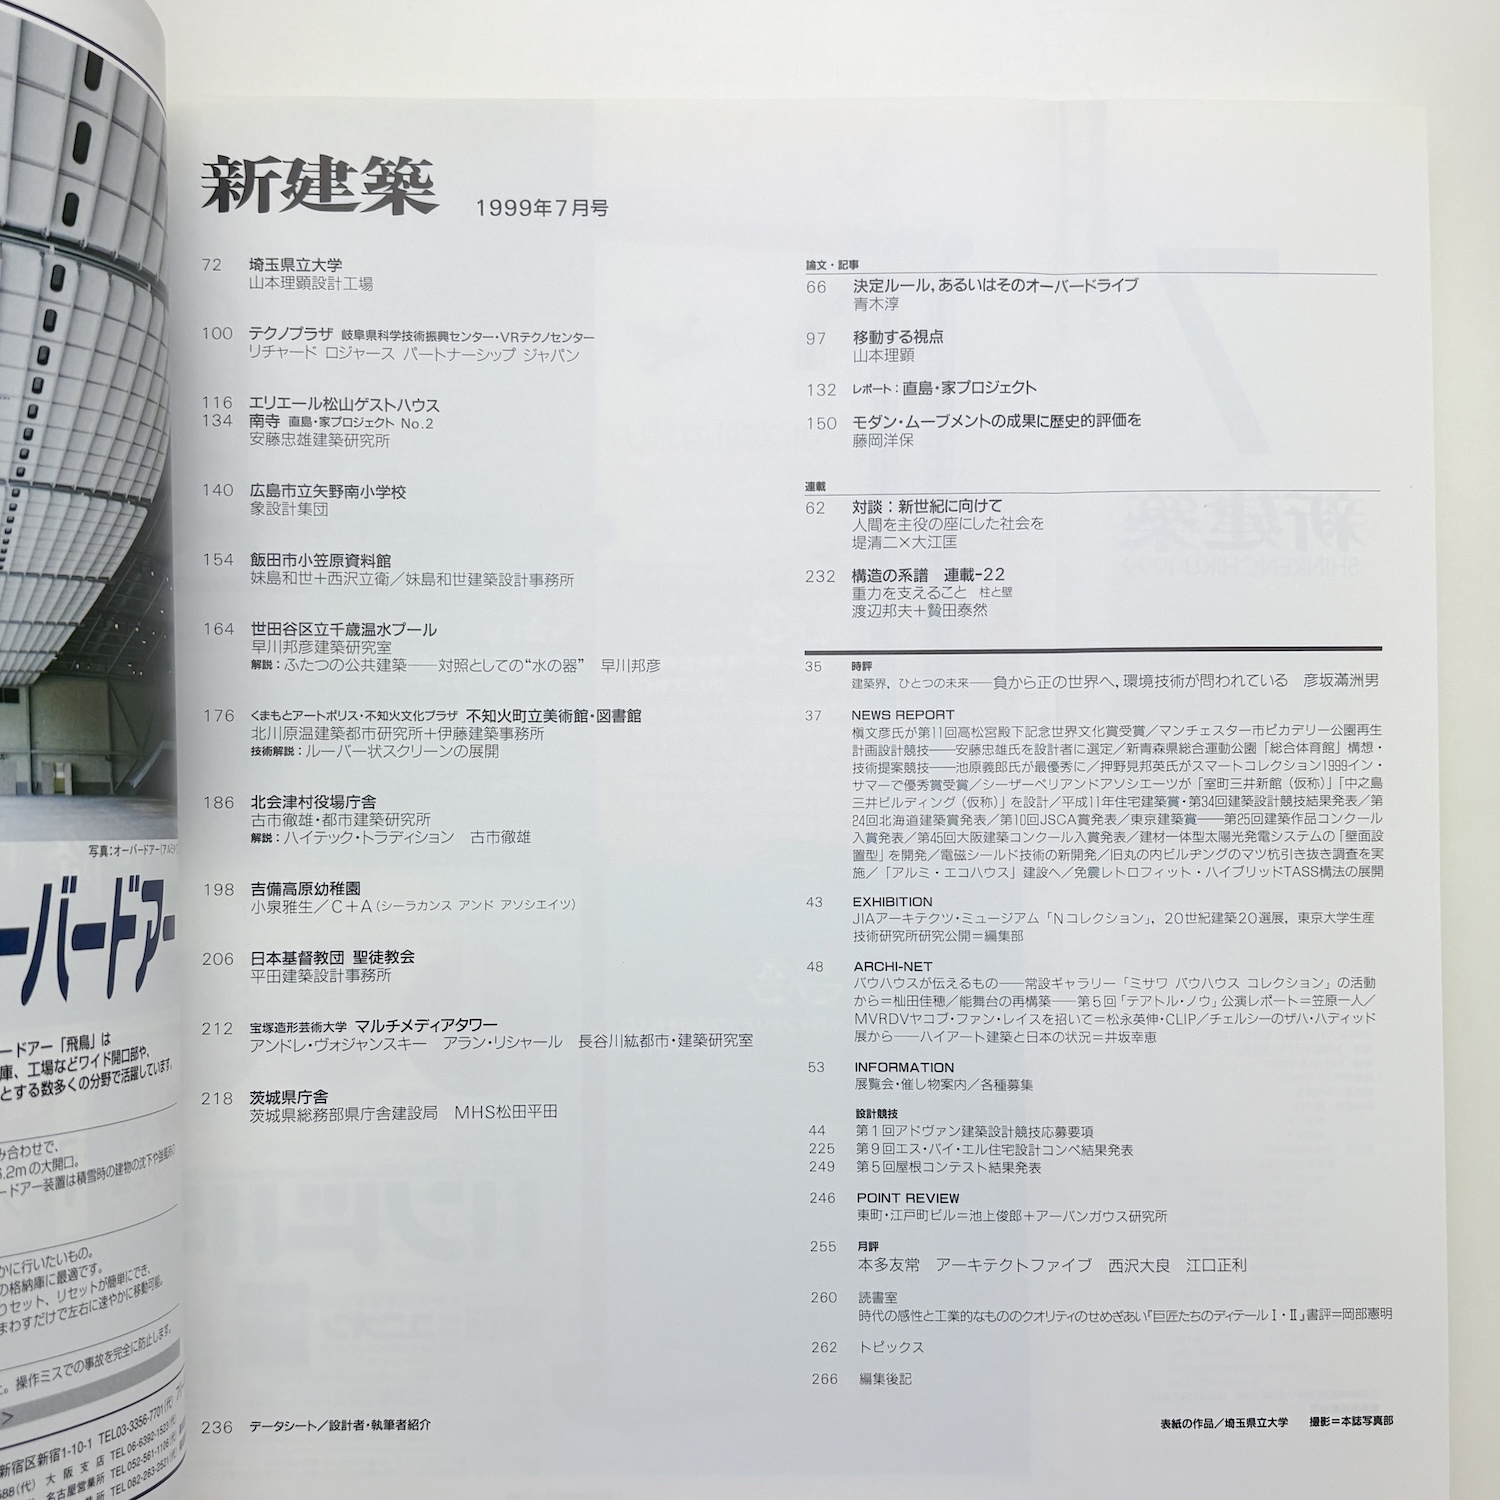 新建築 1999年7月号
72 埼玉県立大学
山本理顕設計工場
100 テクノプラザ 岐阜県科学技術振興センター・VRテクノセンター
リチャード ロジャース パートナーシップ ジャパン
116 エリエール松山ゲストハウス
134 南寺 直島・家プロジェクト No.2
安藤忠雄建築研究所
140 広島市立矢野南小学校
象設計集団
154 飯田市小笠原資料館
妹島和世＋西沢立衛／妹島和世建築設計事務所
164 世田谷区立千歳温水プール
早川邦彦建築研究室
解説：ふたつの公共建築――対照としての“水の器” 早川邦彦
176 くまもとアートポリス・不知火文化プラザ 不知火町立美術館・図書館
北川原温建築都市研究所＋伊藤建築事務所
技術解説：ルーバー状スクリーンの展開
186 北会津村役場庁舎
古市徹雄・都市建築研究所
解説：ハイテック・トラディション 古市徹雄
198 吉備高原幼稚園
小泉雅生／C＋A（シーラカンス アンド アソシエイツ）
206 日本基督教団 聖徒教会
平田建築設計事務所
212 宝塚造形芸術大学 マルチメディアタワー
アンドレ・ヴォジャンスキー アラン・リシャール 長谷川紘都市・建築研究室
218 茨城県庁舎
茨城県総務部県庁舎建設局 MHS松田平田
236 データシート／設計者・執筆者紹介
論文・記事
66 決定ルール，あるいはそのオーバードライブ
青木淳
97 移動する視点
山本理顕
132 レポート：直島・家プロジェクト
150 モダン・ムーブメントの成果に歴史的評価を
藤岡洋保
連載
62 対談：新世紀に向けて
人間を主役の座にした社会を
堤清二×大江匡
232 構造の系譜 連載-22
重力を支えること 柱と壁
渡辺邦夫＋贄田泰然
35 時評
建築界，ひとつの未来――負から正の世界へ，環境技術が問われている 彦坂満洲男
37 NEWS REPORT
槇文彦氏が第11回高松宮殿下記念世界文化賞受賞／マンチェスター市ピカデリー公園再生
計画設計競技――安藤忠雄氏を設計者に選定／新青森県総合運動公園「総合体育館」構想・
技術提案競技――池原義郎氏が最優秀に／押野見邦英氏がスマートコレクション1999イン・
サマーで優秀賞受賞／シーザーペリアンドアソシエーツが「室町三井新館（仮称）」「中之島
三井ビルディング（仮称）」を設計／平成11年住宅建築賞・第34回建築設計競技結果発表／第
24回北海道建築賞発表／第10回JSCA賞発表／東京建築賞――第25回建築作品コンクール
入賞発表／第45回大阪建築コンクール入賞発表／建材一体型太陽光発電システムの「壁面設
置型」を開発／電磁シールド技術の新開発／旧丸の内ビルヂングのマツ杭引き抜き調査を実
施／「アルミ・エコハウス」建設へ／免震レトロフィット・ハイブリッドTASS構法の展開
43 EXHIBITION
JIAアーキテクツ・ミュージアム「Nコレクション」，20世紀建築20選展，東京大学生産
技術研究所研究公開＝編集部
48 ARCHI-NET
バウハウスが伝えるもの――常設ギャラリー「ミサワ バウハウス コレクション」の活動
から＝杣田佳穂／能舞台の再構築――第5回「テアトル・ノウ」公演レポート＝笠原一人／
MVRDVヤコブ・ファン・レイスを招いて＝松永英伸・CLIP／チェルシーのザハ・ハディッド
展から――ハイアート建築と日本の状況＝井坂幸恵
53 INFORMATION
展覧会・催し物案内／各種募集
設計競技
44 第1回アドヴァン建築設計競技応募要項
225 第9回エス・バイ・エル住宅設計コンペ結果発表
249 第5回屋根コンテスト結果発表
246 POINT REVIEW
東町・江戸町ビル＝池上俊郎＋アーバンガウス研究所
255 月評
本多友常 アーキテクトファイブ 西沢大良 江口正利
260 読書室
時代の感性と工業的なもののクオリティのせめぎあい『巨匠たちのディテールⅠ・Ⅱ』書評＝岡部憲明
262 トピックス
266 編集後記
表紙の作品／埼玉県立大学 撮影＝本誌写真部
写真：オーバードアー（アルミ
ーバードアー
ードアー「飛鳥」は
庫、工場などワイド開口部や、
とする数多くの分野で活躍しています。
み合わせで、
6.2mの大開口。
ードアー装置は積雪時の建物の沈下や
かに行いたいもの。
の格納庫に最適です。
りセット、リセットが簡単にでき、
まわすだけで左右に速やかに移動可能。
。操作ミスでの事故を完全に防止します。
新宿区新宿1-10-1 TEL03-3356-7701(代)
588(代) 大阪支店 TEL06-6392-1523(代)
名古屋営業所 TEL052-561-1106(代)
業所 TEL082-263-2521(代)